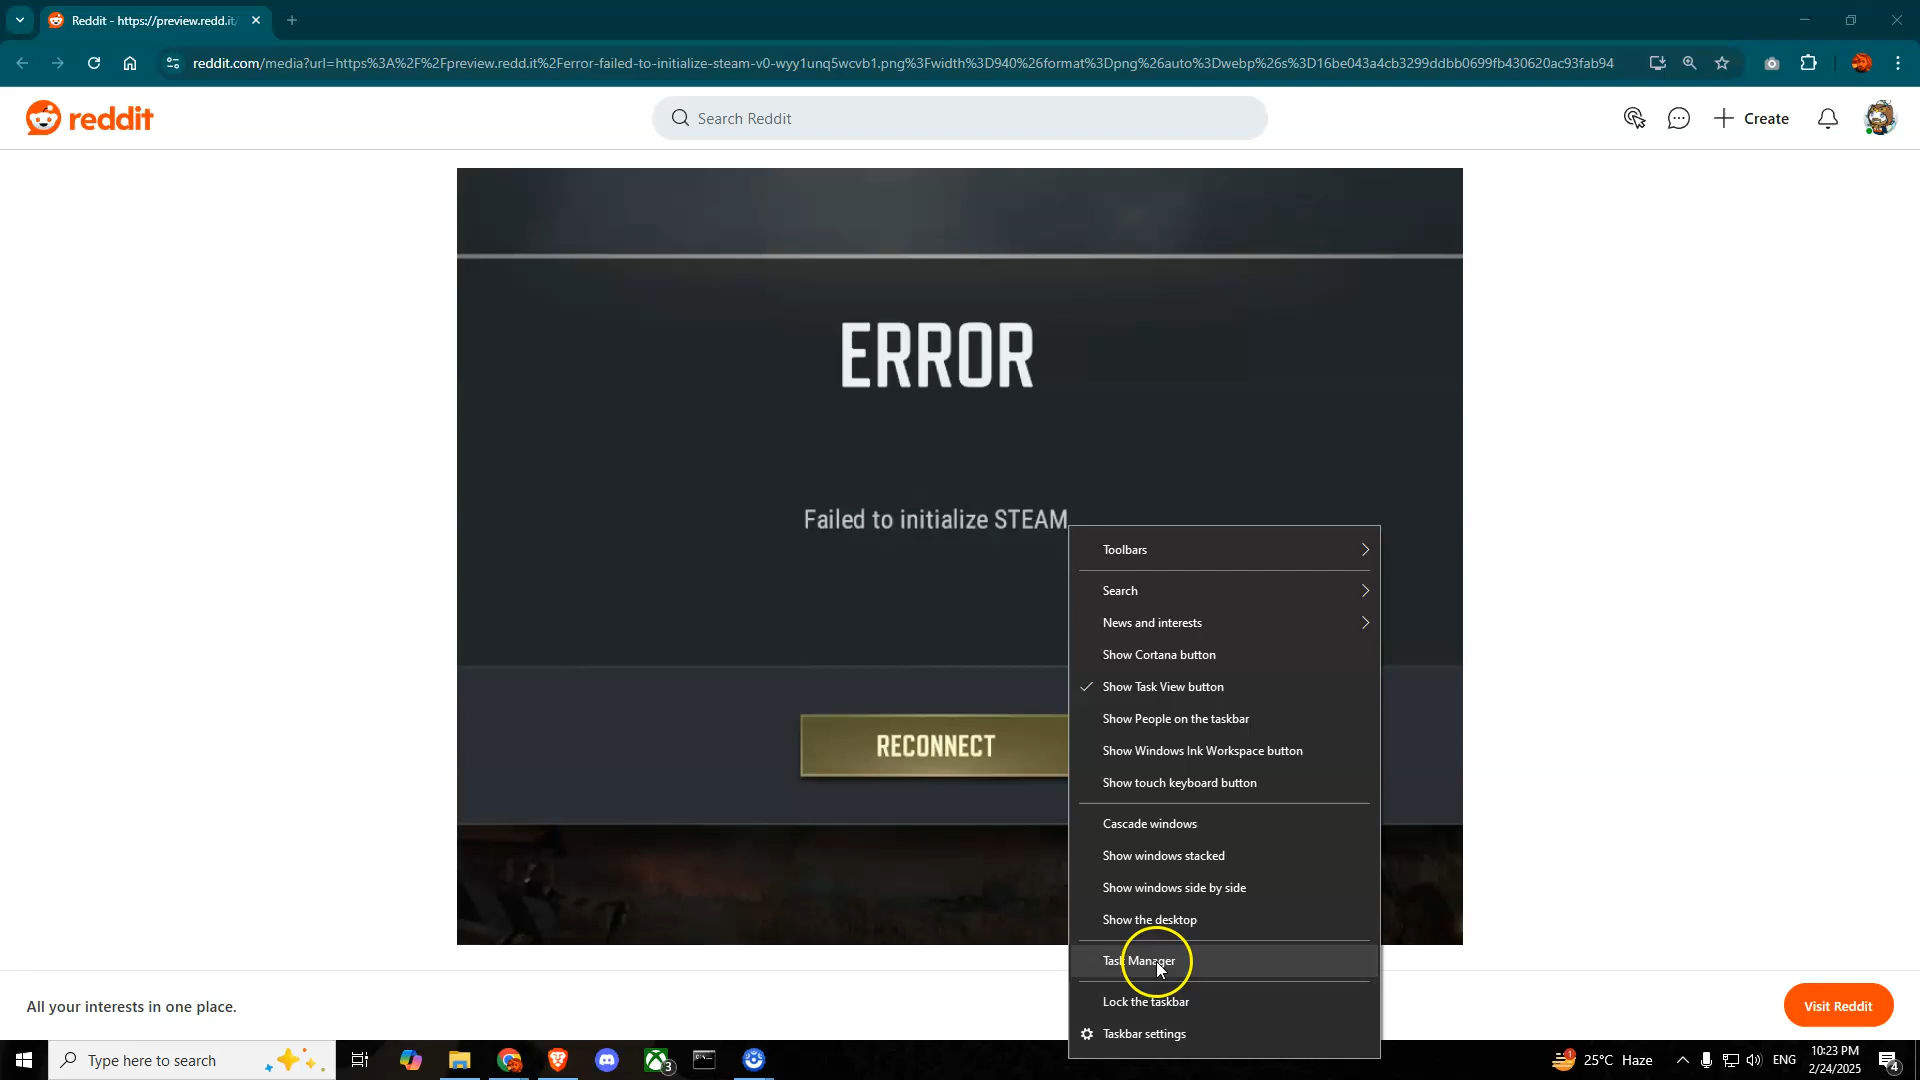 Reddit - https://preview.redd.it/
reddit.com/media?url=https%3A%2F%2Fpreview.redd.it%2Ferror-failed-to-initialize-steam-v0-wyy1unq5wcvb1.png%3Fwidth%3D940%26format%3Dpng%26auto%3Dwebp%26s%3D16be043a4cb3299ddbb0699fb430620ac93fab94
reddit
Search Reddit
Create
ERROR
Failed to initialize STEAM
RECONNECT
Toolbars
Search
News and interests
Show Cortana button
Show Task View button
Show People on the taskbar
Show Windows Ink Workspace button
Show touch keyboard button
Cascade windows
Show windows stacked
Show windows side by side
Show the desktop
Task Manager
Lock the taskbar
Taskbar settings
All your interests in one place.
Visit Reddit
Type here to search
3
1
25°C Haze
ENG
10:23 PM
2/24/2025
4